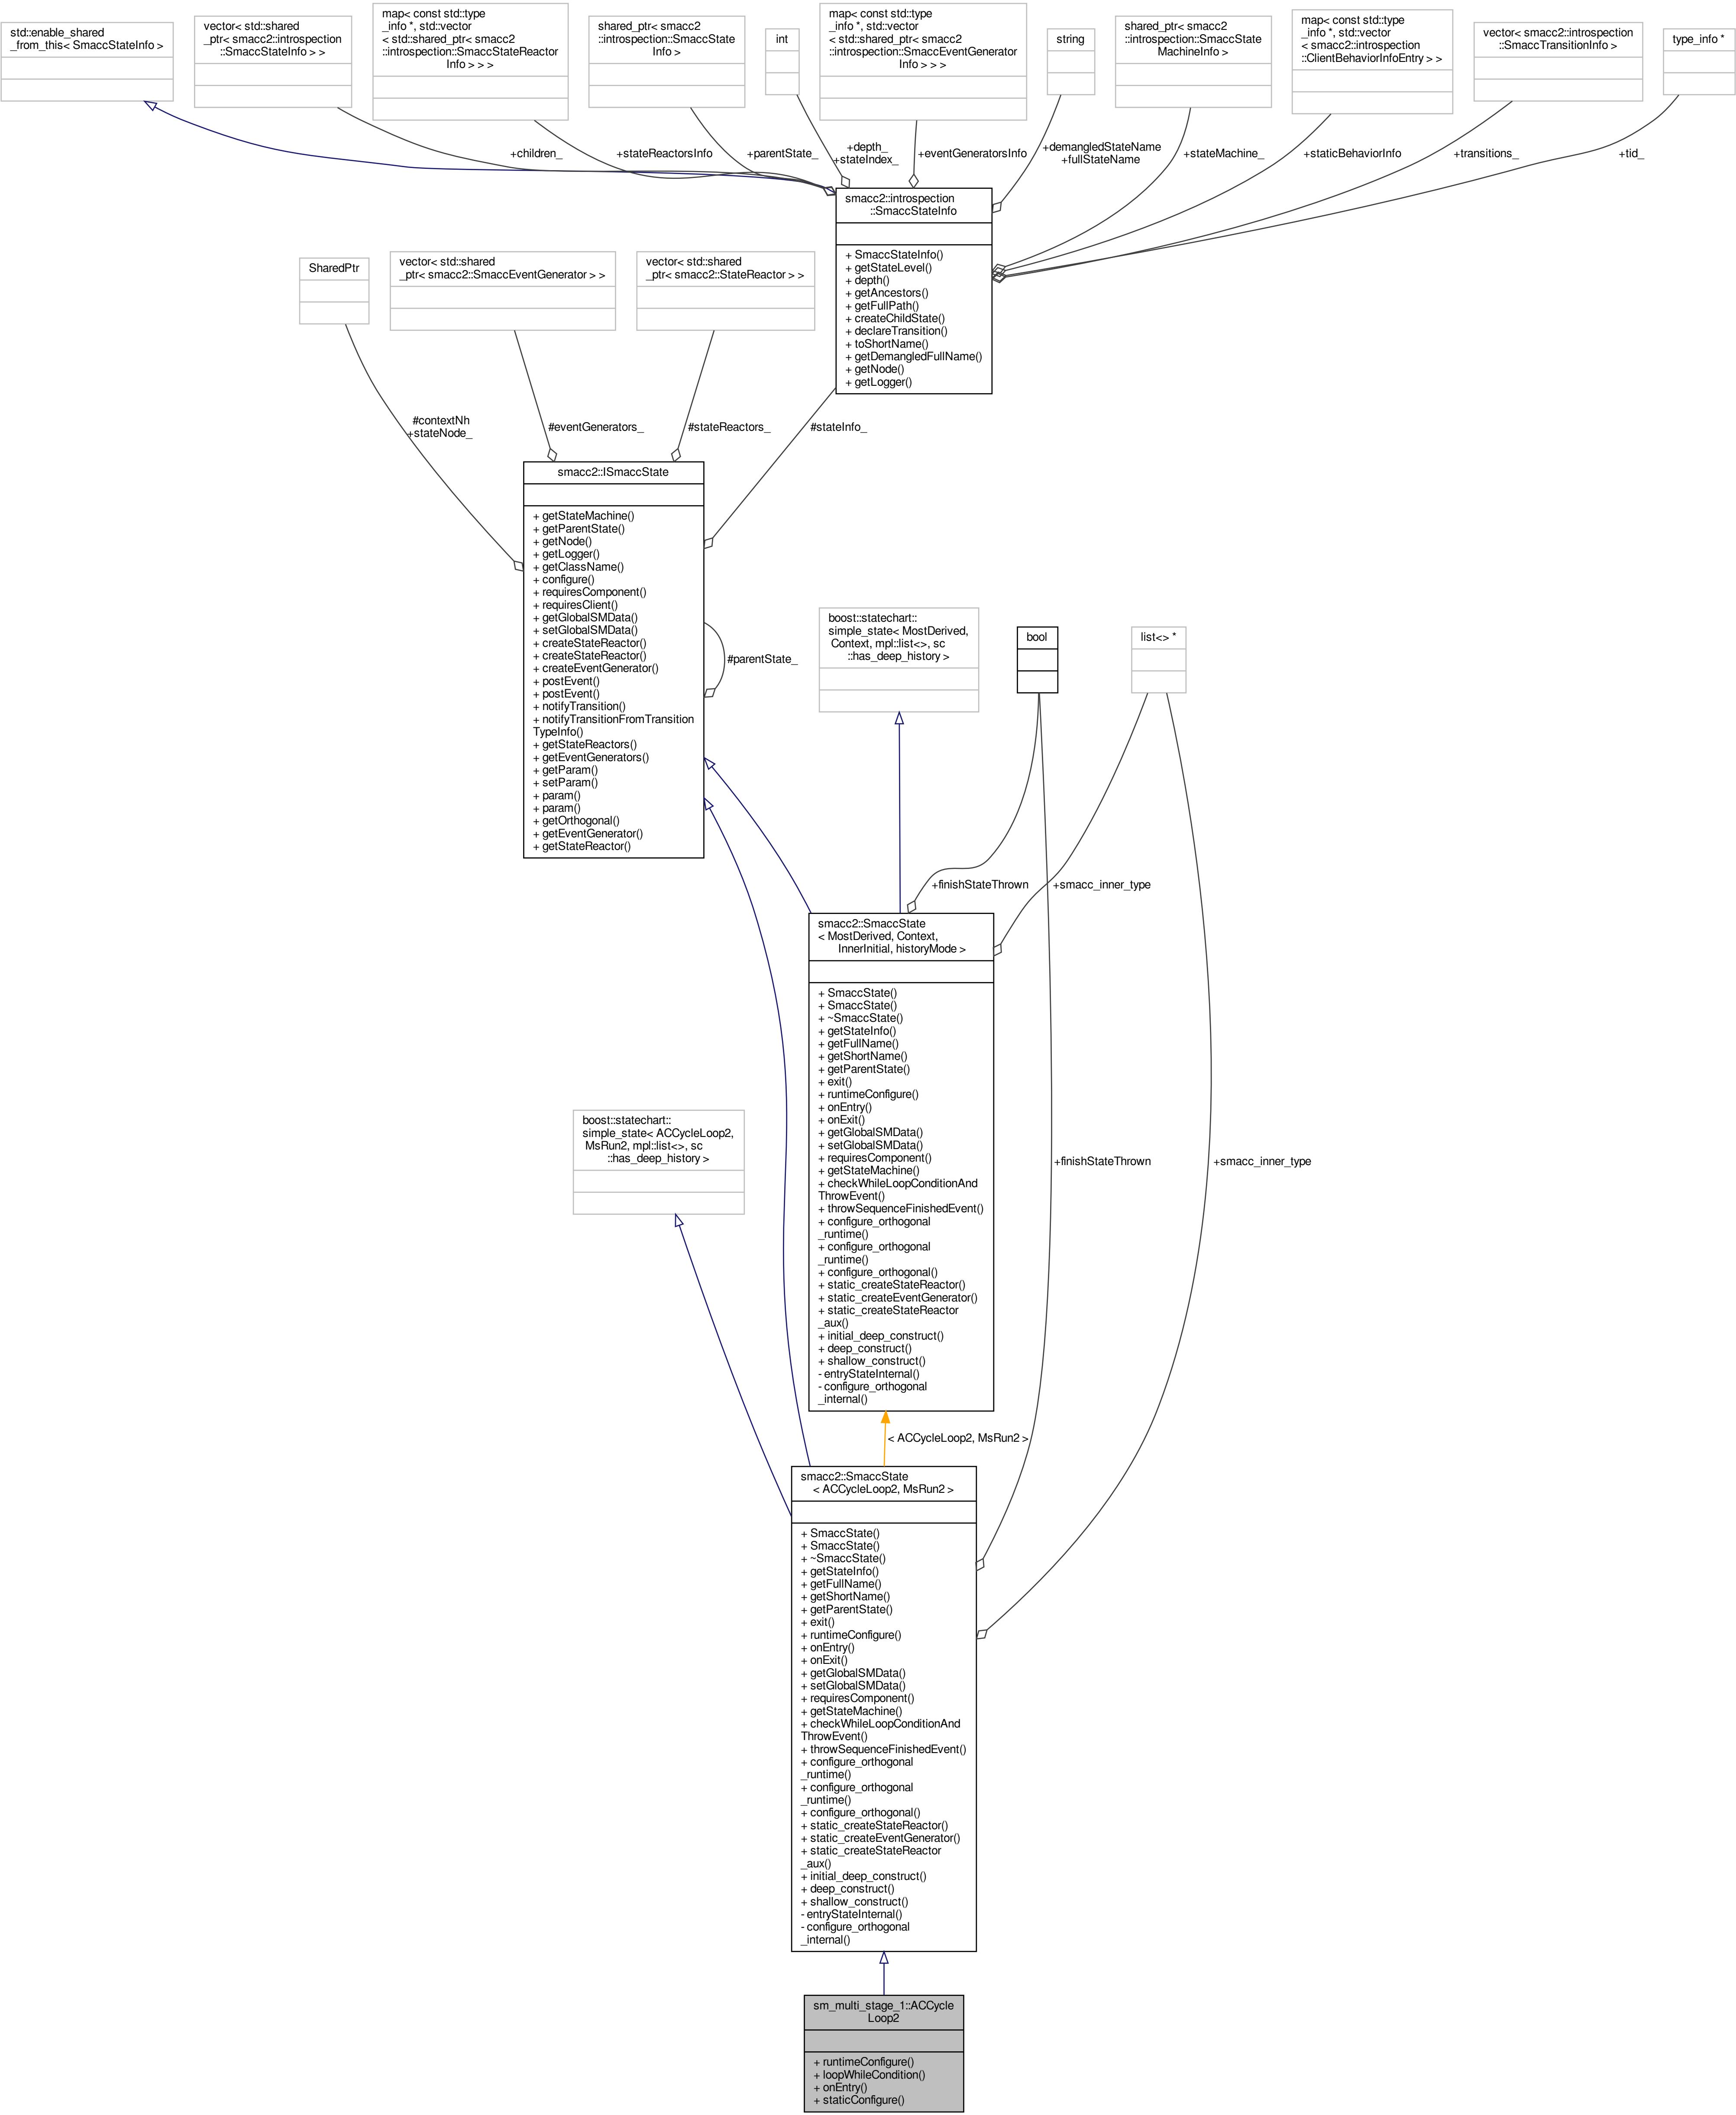 std::enable_shared
_from_this< SmaccStateInfo >
vector< std::shared
_ptr< smacc2::introspection
::SmaccStateInfo > >
map< const std::type
_info *, std::vector
< std::shared_ptr< smacc2
::introspection::SmaccStateReactor
Info > > >
shared_ptr< smacc2
::introspection::SmaccState
Info >
int
map< const std::type
_info *, std::vector
< std::shared_ptr< smacc2
::introspection::SmaccEventGenerator
Info > > >
string
shared_ptr< smacc2
::introspection::SmaccState
MachineInfo >
map< const std::type
_info *, std::vector
< smacc2::introspection
::ClientBehaviorInfoEntry > >
vector< smacc2::introspection
::SmaccTransitionInfo >
type_info *
+children_
+stateReactorsInfo
+parentState_
+depth_
+stateIndex_
+eventGeneratorsInfo
+demangledStateName
+fullStateName
+stateMachine_
+staticBehaviorInfo
+transitions_
+tid_
smacc2::introspection
::SmaccStateInfo
+ SmaccStateInfo()
+ getStateLevel()
+ depth()
+ getAncestors()
+ getFullPath()
+ createChildState()
+ declareTransition()
+ toShortName()
+ getDemangledFullName()
+ getNode()
+ getLogger()
SharedPtr
vector< std::shared
_ptr< smacc2::SmaccEventGenerator > >
vector< std::shared
_ptr< smacc2::StateReactor > >
#contextNh
+stateNode_
#eventGenerators_
#stateReactors_
#stateInfo_
smacc2::ISmaccState
+ getStateMachine()
+ getParentState()
+ getNode()
+ getLogger()
+ getClassName()
+ configure()
+ requiresComponent()
+ requiresClient()
+ getGlobalSMData()
+ setGlobalSMData()
+ createStateReactor()
+ createStateReactor()
+ createEventGenerator()
+ postEvent()
+ postEvent()
+ notifyTransition()
+ notifyTransitionFromTransition
TypeInfo()
+ getStateReactors()
+ getEventGenerators()
+ getParam()
+ setParam()
+ param()
+ param()
+ getOrthogonal()
+ getEventGenerator()
+ getStateReactor()
#parentState_
boost::statechart::
simple_state< MostDerived,
Context, mpl::list<>, sc
::has_deep_history >
bool
list<> *
+finishStateThrown
+smacc_inner_type
smacc2::SmaccState
< MostDerived, Context,
InnerInitial, historyMode >
+ SmaccState()
+ SmaccState()
+ ~SmaccState()
+ getStateInfo()
+ getFullName()
+ getShortName()
+ getParentState()
+ exit()
+ runtimeConfigure()
+ onEntry()
+ onExit()
+ getGlobalSMData()
+ setGlobalSMData()
+ requiresComponent()
+ getStateMachine()
+ checkWhileLoopConditionAnd
ThrowEvent()
+ throwSequenceFinishedEvent()
+ configure_orthogonal
_runtime()
+ configure_orthogonal
_runtime()
+ configure_orthogonal()
+ static_createStateReactor()
+ static_createEventGenerator()
+ static_createStateReactor
_aux()
+ initial_deep_construct()
+ deep_construct()
+ shallow_construct()
- entryStateInternal()
- configure_orthogonal
_internal()
boost::statechart::
simple_state< ACCycleLoop2,
MsRun2, mpl::list<>, sc
::has_deep_history >
+finishStateThrown
+smacc_inner_type
< ACCycleLoop2, MsRun2 >
smacc2::SmaccState
< ACCycleLoop2, MsRun2 >
+ SmaccState()
+ SmaccState()
+ ~SmaccState()
+ getStateInfo()
+ getFullName()
+ getShortName()
+ getParentState()
+ exit()
+ runtimeConfigure()
+ onEntry()
+ onExit()
+ getGlobalSMData()
+ setGlobalSMData()
+ requiresComponent()
+ getStateMachine()
+ checkWhileLoopConditionAnd
ThrowEvent()
+ throwSequenceFinishedEvent()
+ configure_orthogonal
_runtime()
+ configure_orthogonal
_runtime()
+ configure_orthogonal()
+ static_createStateReactor()
+ static_createEventGenerator()
+ static_createStateReactor
_aux()
+ initial_deep_construct()
+ deep_construct()
+ shallow_construct()
- entryStateInternal()
- configure_orthogonal
_internal()
sm_multi_stage_1::ACCycle
Loop2
+ runtimeConfigure()
+ loopWhileCondition()
+ onEntry()
+ staticConfigure()